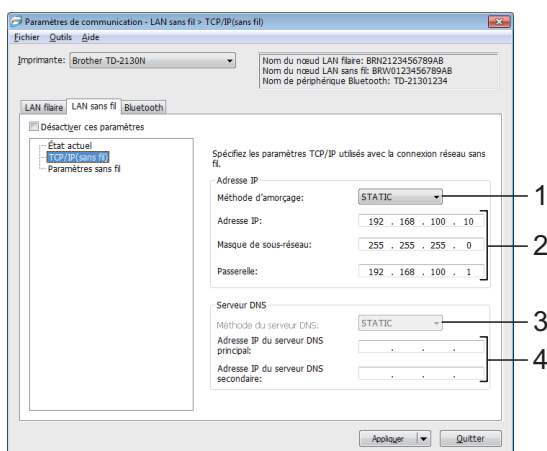 Paramètres de communication - LAN sans fil > TCP/IP(sans fil)
Fichier Outils Aide
Imprimante: Brother TD-2130N
Nom du nœud LAN filaire: BRN2123456789AB
Nom du nœud LAN sans fil: BRW0123456789AB
Nom de périphérique Bluetooth: TD-21301234
LAN filaire LAN sans fil Bluetooth
Désactiver ces paramètres
État actuel
TCP/IP(sans fil)
Paramètres sans fil
Spécifiez les paramètres TCP/IP utilisés avec la connexion réseau sans
fil.
Adresse IP
Méthode d'amorçage: STATIC 1
Adresse IP: 192 . 168 . 100 . 10
Masque de sous-réseau: 255 . 255 . 255 . 0 2
Passerelle: 192 . 168 . 100 . 1
Serveur DNS
Méthode du serveur DNS: STATIC 3
Adresse IP du serveur DNS
principal: . . .
4
Adresse IP du serveur DNS
secondaire: . . .
Appliquer Quitter